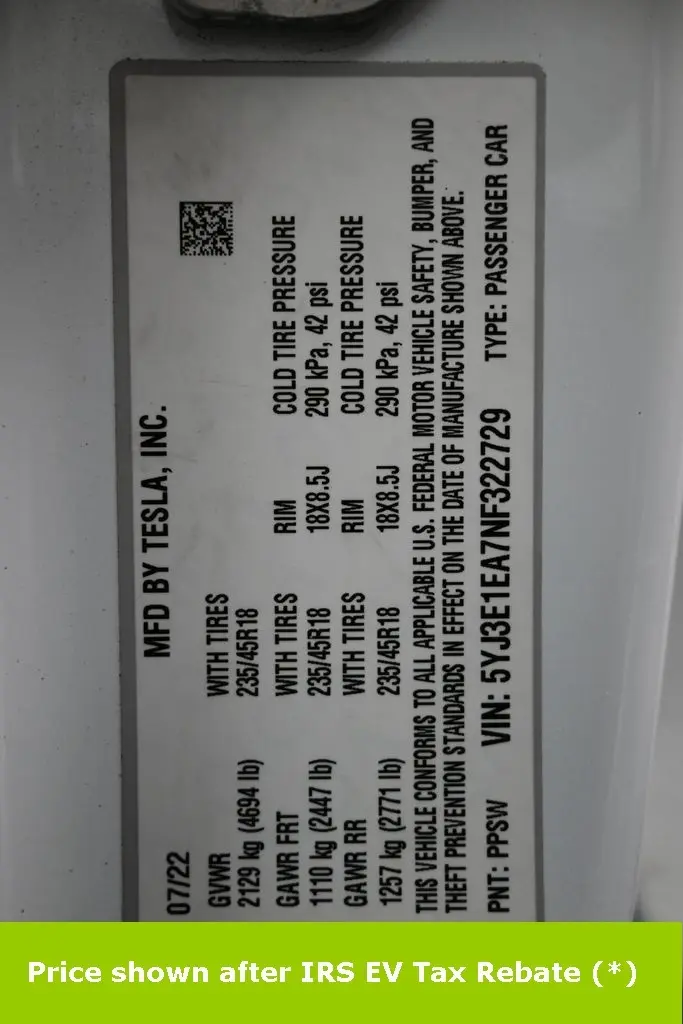 MFD BY TESLA, INC.
07/22
GVWR WITH TIRES
2129 kg (4694 lb) 235/45R18
GAWR FRT WITH TIRES RIM COLD TIRE PRESSURE
1110 kg (2447 lb) 235/45R18 18X8.5J 290 kPa, 42 psi
GAWR RR WITH TIRES RIM COLD TIRE PRESSURE
1257 kg (2771 lb) 235/45R18 18X8.5J 290 kPa, 42 psi
THIS VEHICLE CONFORMS TO ALL APPLICABLE U.S. FEDERAL MOTOR VEHICLE SAFETY, BUMPER, AND
THEFT PREVENTION STANDARDS IN EFFECT ON THE DATE OF MANUFACTURE SHOWN ABOVE.
PNT: PPSW VIN: 5YJ3E1EA7NF322729 TYPE: PASSENGER CAR
Price shown after IRS EV Tax Rebate (*)